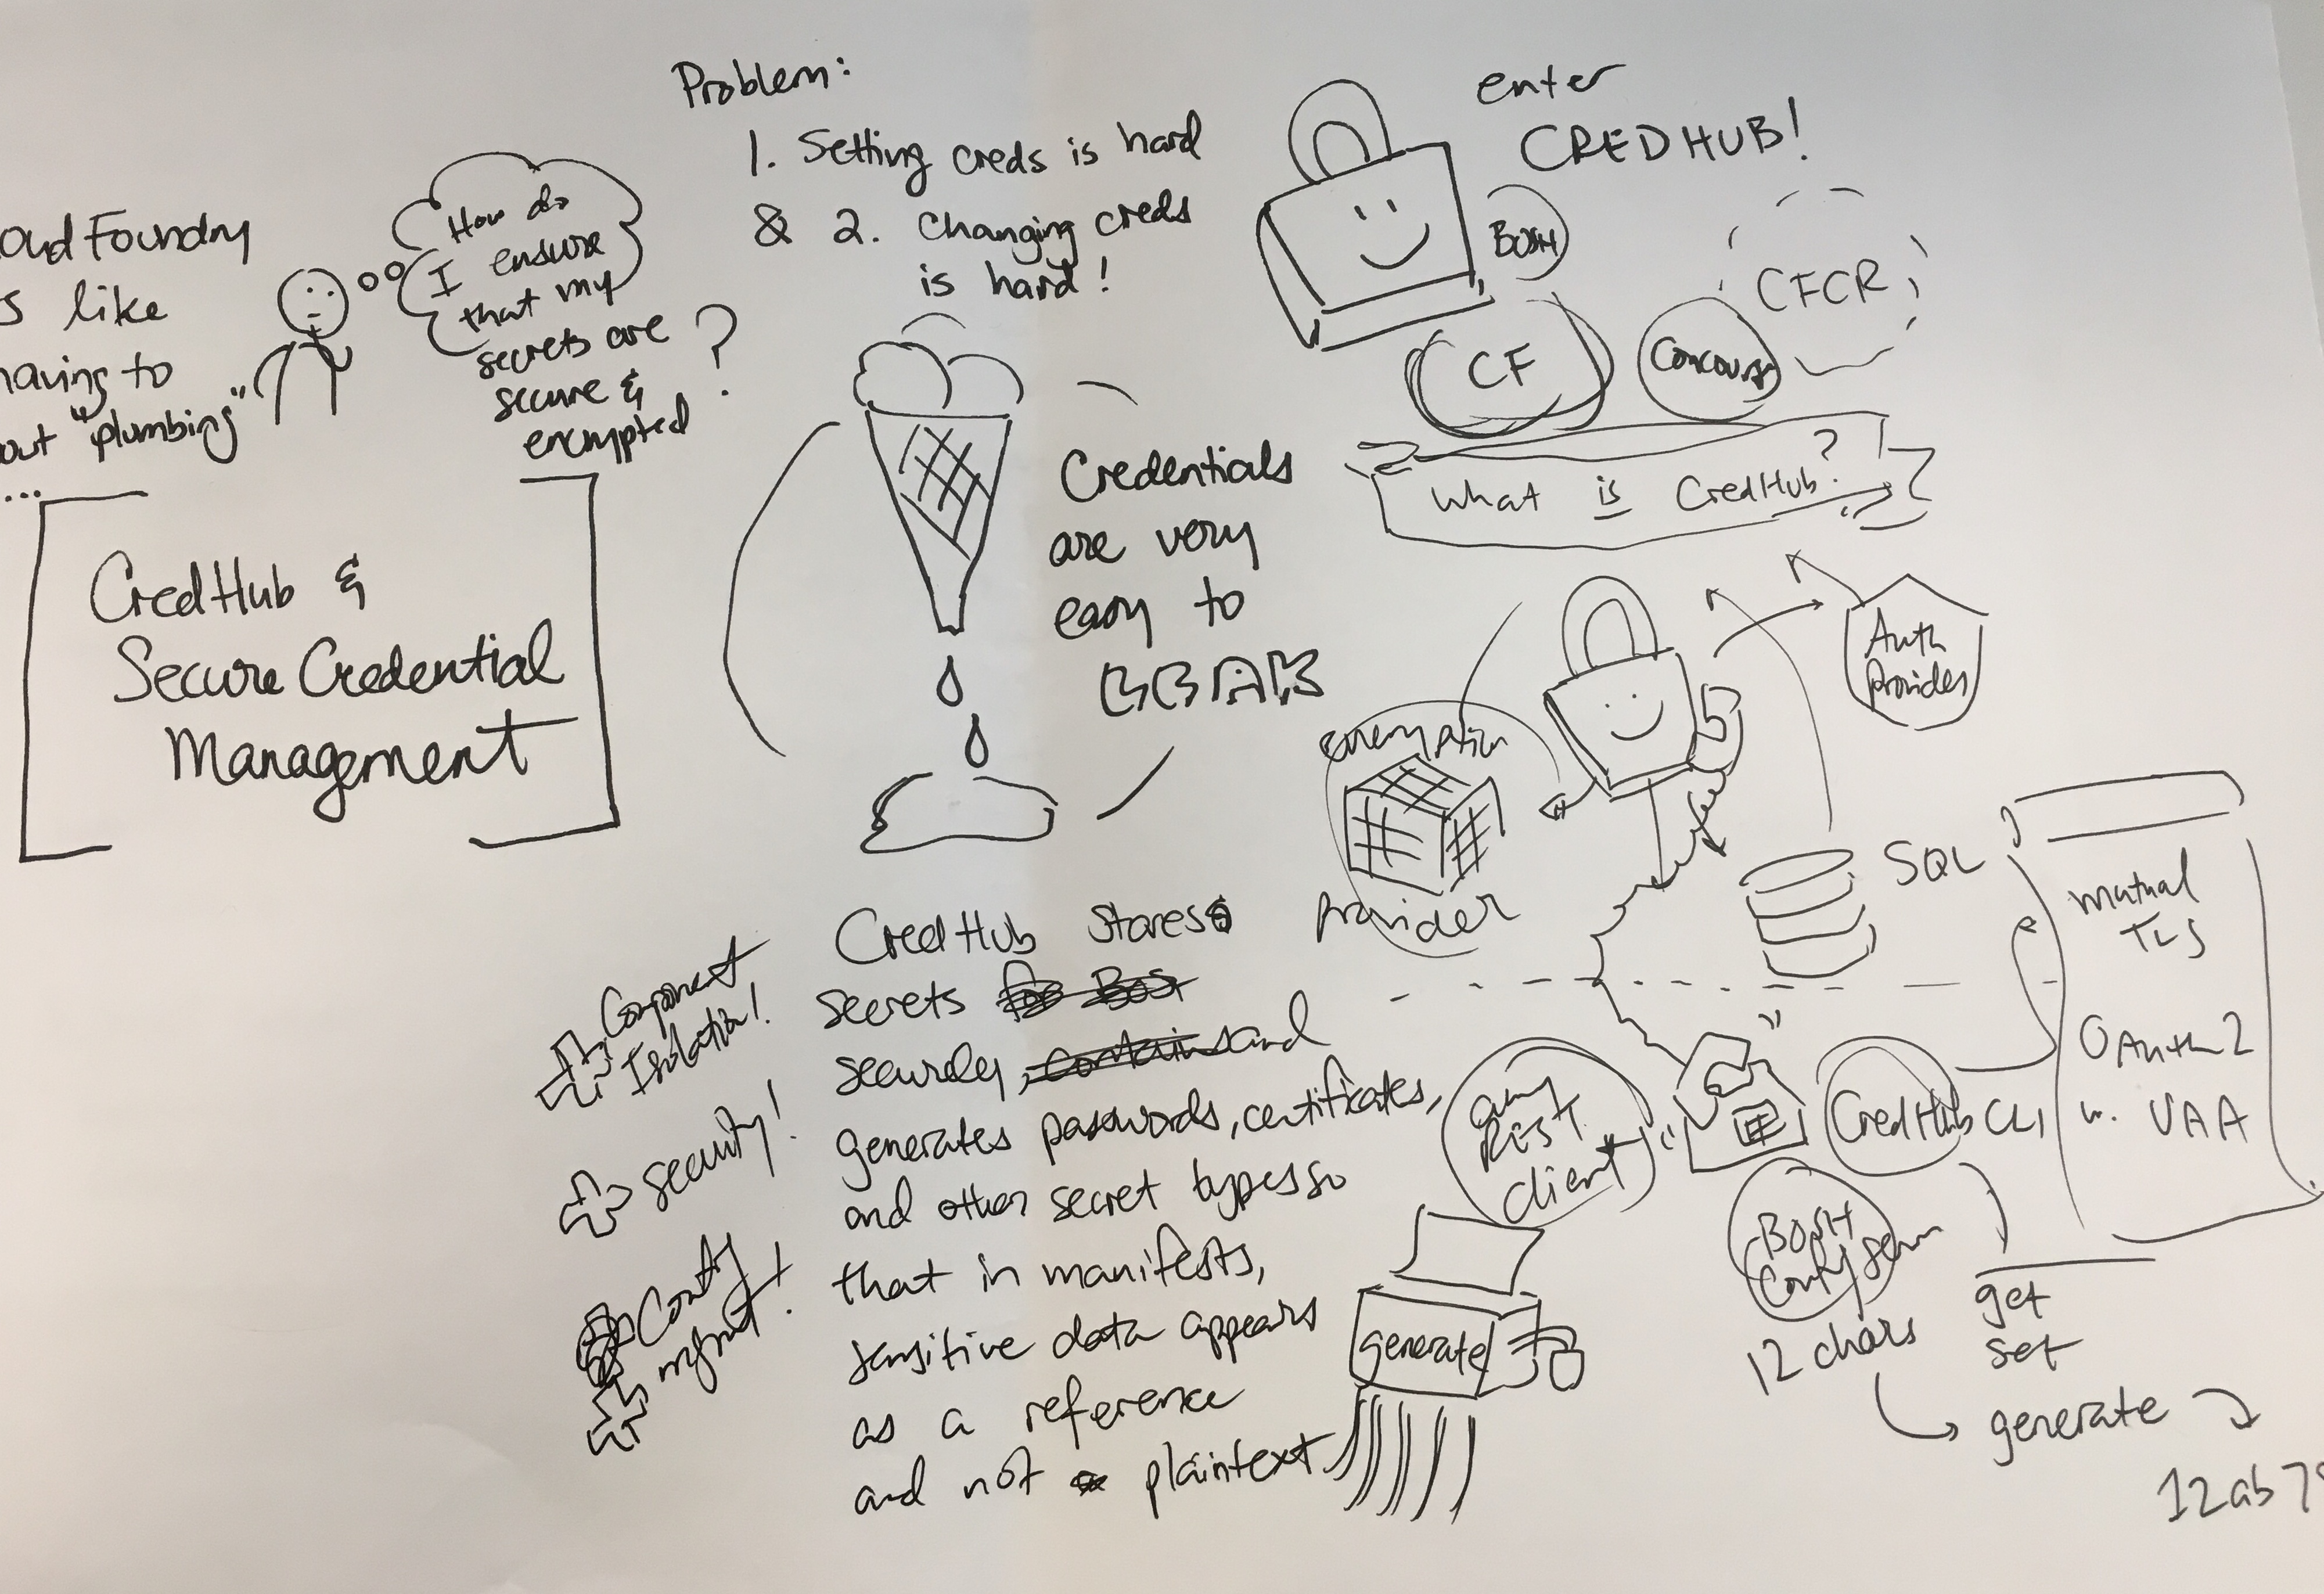 oud Foundry
s like
having to
out "plumbing"
...
How do
I ensure
that my
secrets are
secure &
encrypted
?
CredHub &
Secure Credential
Management
Problem:
1. Setting creds is hard
& 2. Changing creds
is hard!
Credentials
are very
easy to
LEAK
enter
CREDHUB!
BOSH
CFCR
CF
Concourse
What is CredHub?
Auth
Provider
encryption
Provider
SQL
mutual
TLS
OAuth2
w. UAA
CredHub stores
secrets for Bos
securely, contains and
generates passwords, certificates,
and other secret types so
that in manifests,
sensitive data appears
as a reference
and not plaintext
Component
Isolation!
security!
Config
mgmt!
any
REST
client
CredHub CLI
BOSH
Config Serv
generate
12 chars
get
set
generate
12ab7